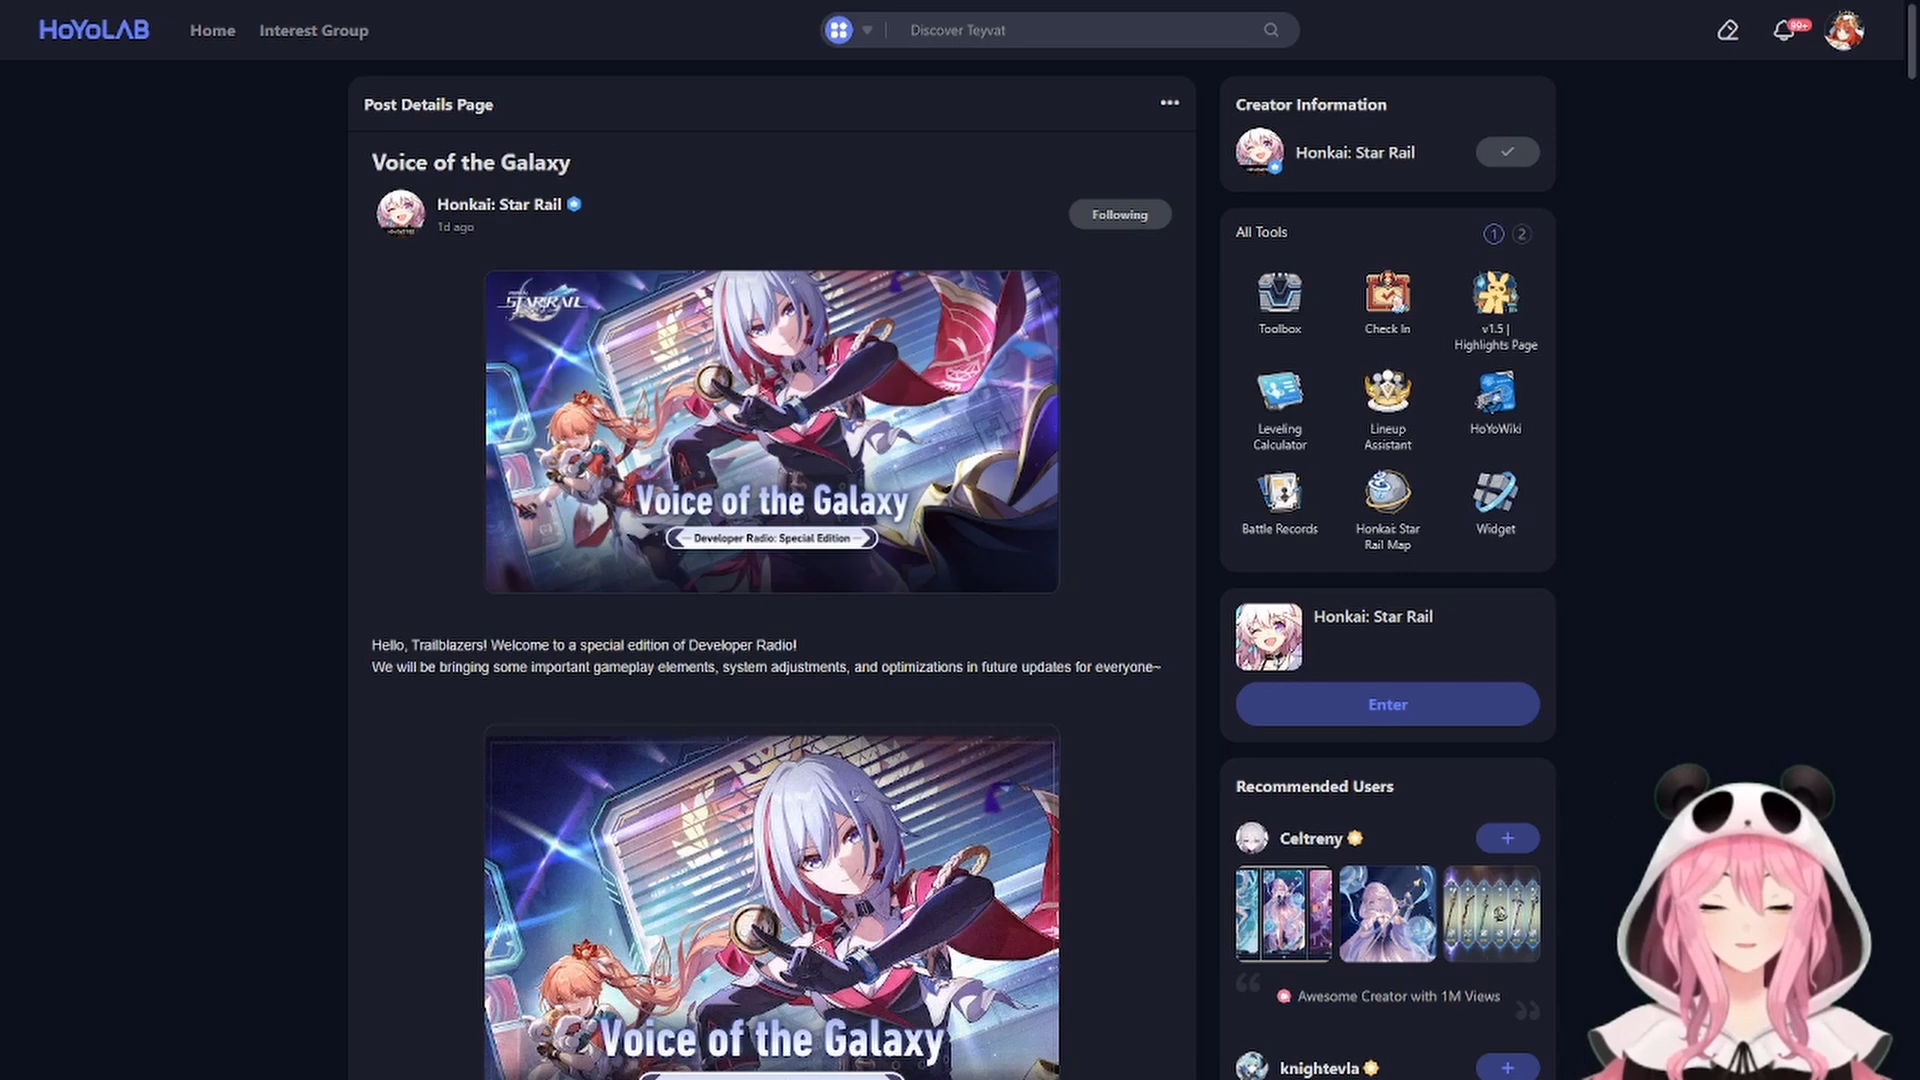 HoYoLAB
Home
Interest Group
Discover Teyvat
99+
Post Details Page
Voice of the Galaxy
Honkai: Star Rail
1d ago
Following
HONKAI
STAR RAIL
Voice of the Galaxy
Developer Radio: Special Edition
Hello, Trailblazers! Welcome to a special edition of Developer Radio!
We will be bringing some important gameplay elements, system adjustments, and optimizations in future updates for everyone~
Voice of the Galaxy
Creator Information
Honkai: Star Rail
All Tools
1
2
Toolbox
Check In
v1.5 |
Highlights Page
Leveling
Calculator
Lineup
Assistant
HoYoWiki
Battle Records
Honkai: Star
Rail Map
Widget
Honkai: Star Rail
Enter
Recommended Users
Celtreny
Awesome Creator with 1M Views
knightevla